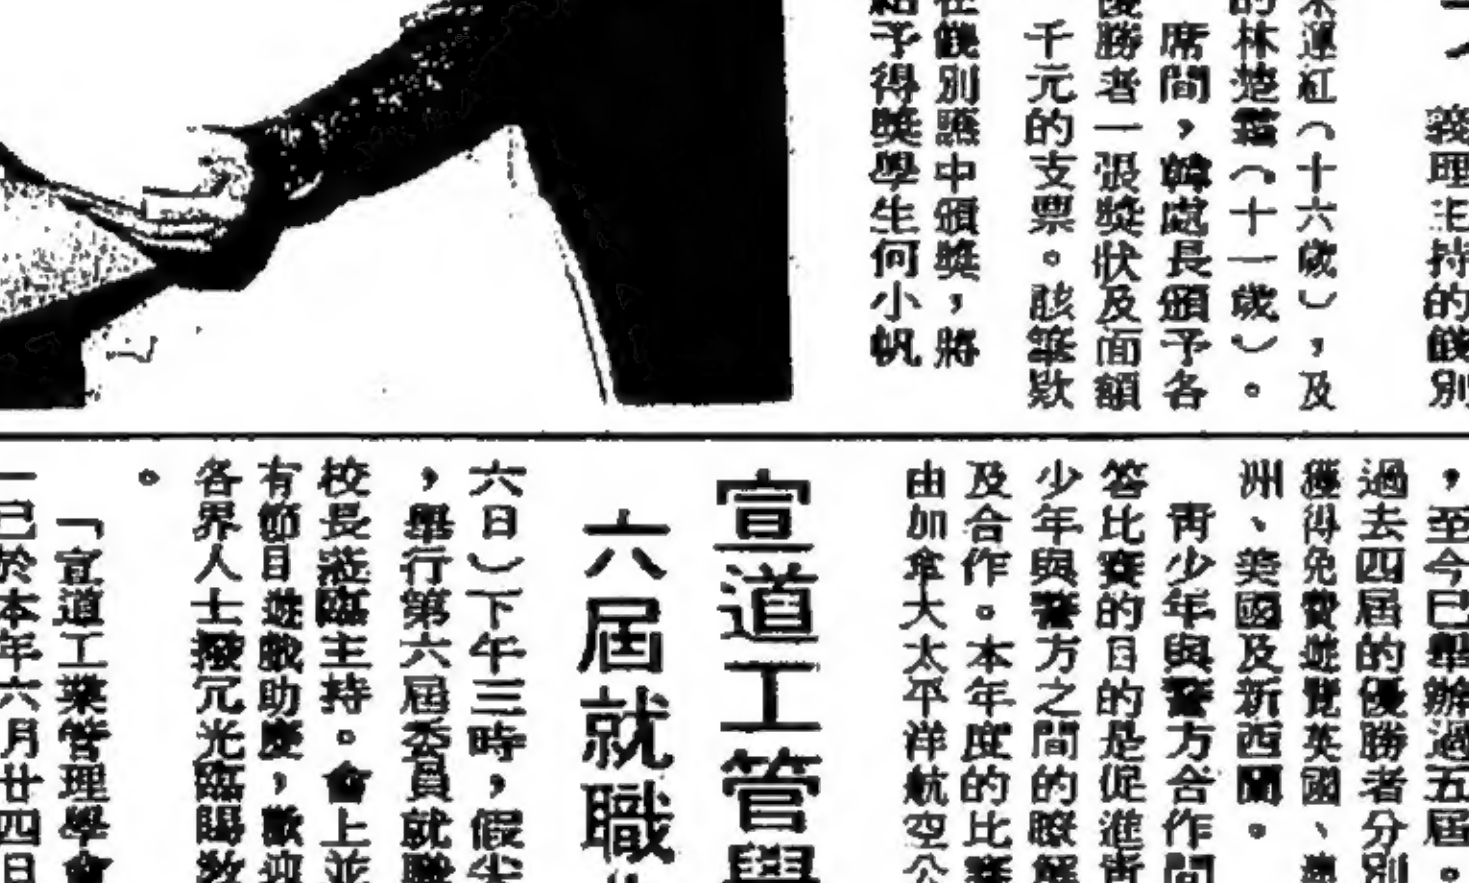 義理主持的餞別
運紅（十六歲），及
的林楚鑑（十一歲）。
席間，韓處長頒予各
優勝者一張獎狀及面額
千元的支票。該筆款
在餞別酒中頒獎，將
給予得獎學生何小帆
，至今已舉辦過五屆。
過去四屆的優勝者分別
獲得免費遊覽英國、澳
洲、美國及新西蘭。
青少年與警方合作問
答比賽的目的是促進青
少年與警方之間的瞭解
及合作。本年度的比賽
由加拿大太平洋航空公
宣道工管學
六屆就職
六日）下午三時，假尖
，舉行第六屆委員就職
校長蒞臨主持。會上並
有節目遊戲助慶，歡迎
各界人士撥冗光臨賜教
。
「宣道工業管理學會
一已於本年六月廿四日